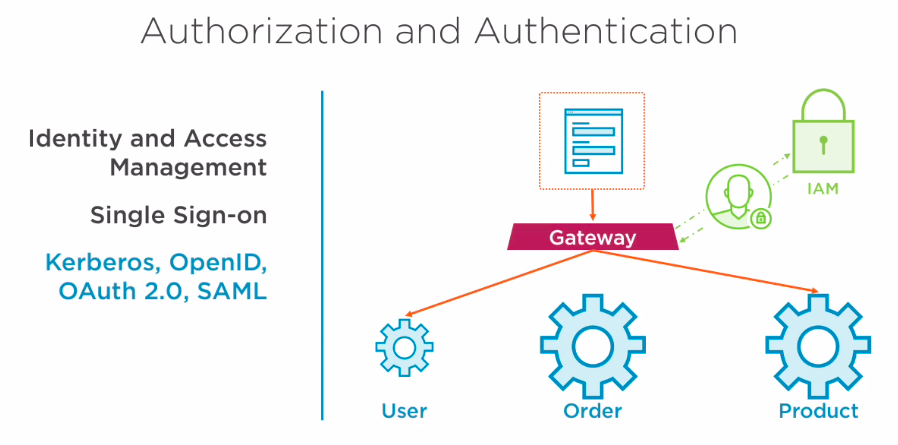 Authorization and Authentication
Identity and Access
Management
Single Sign-on
Kerberos, OpenID,
OAuth 2.0, SAML
IAM
Gateway
User
Order
Product